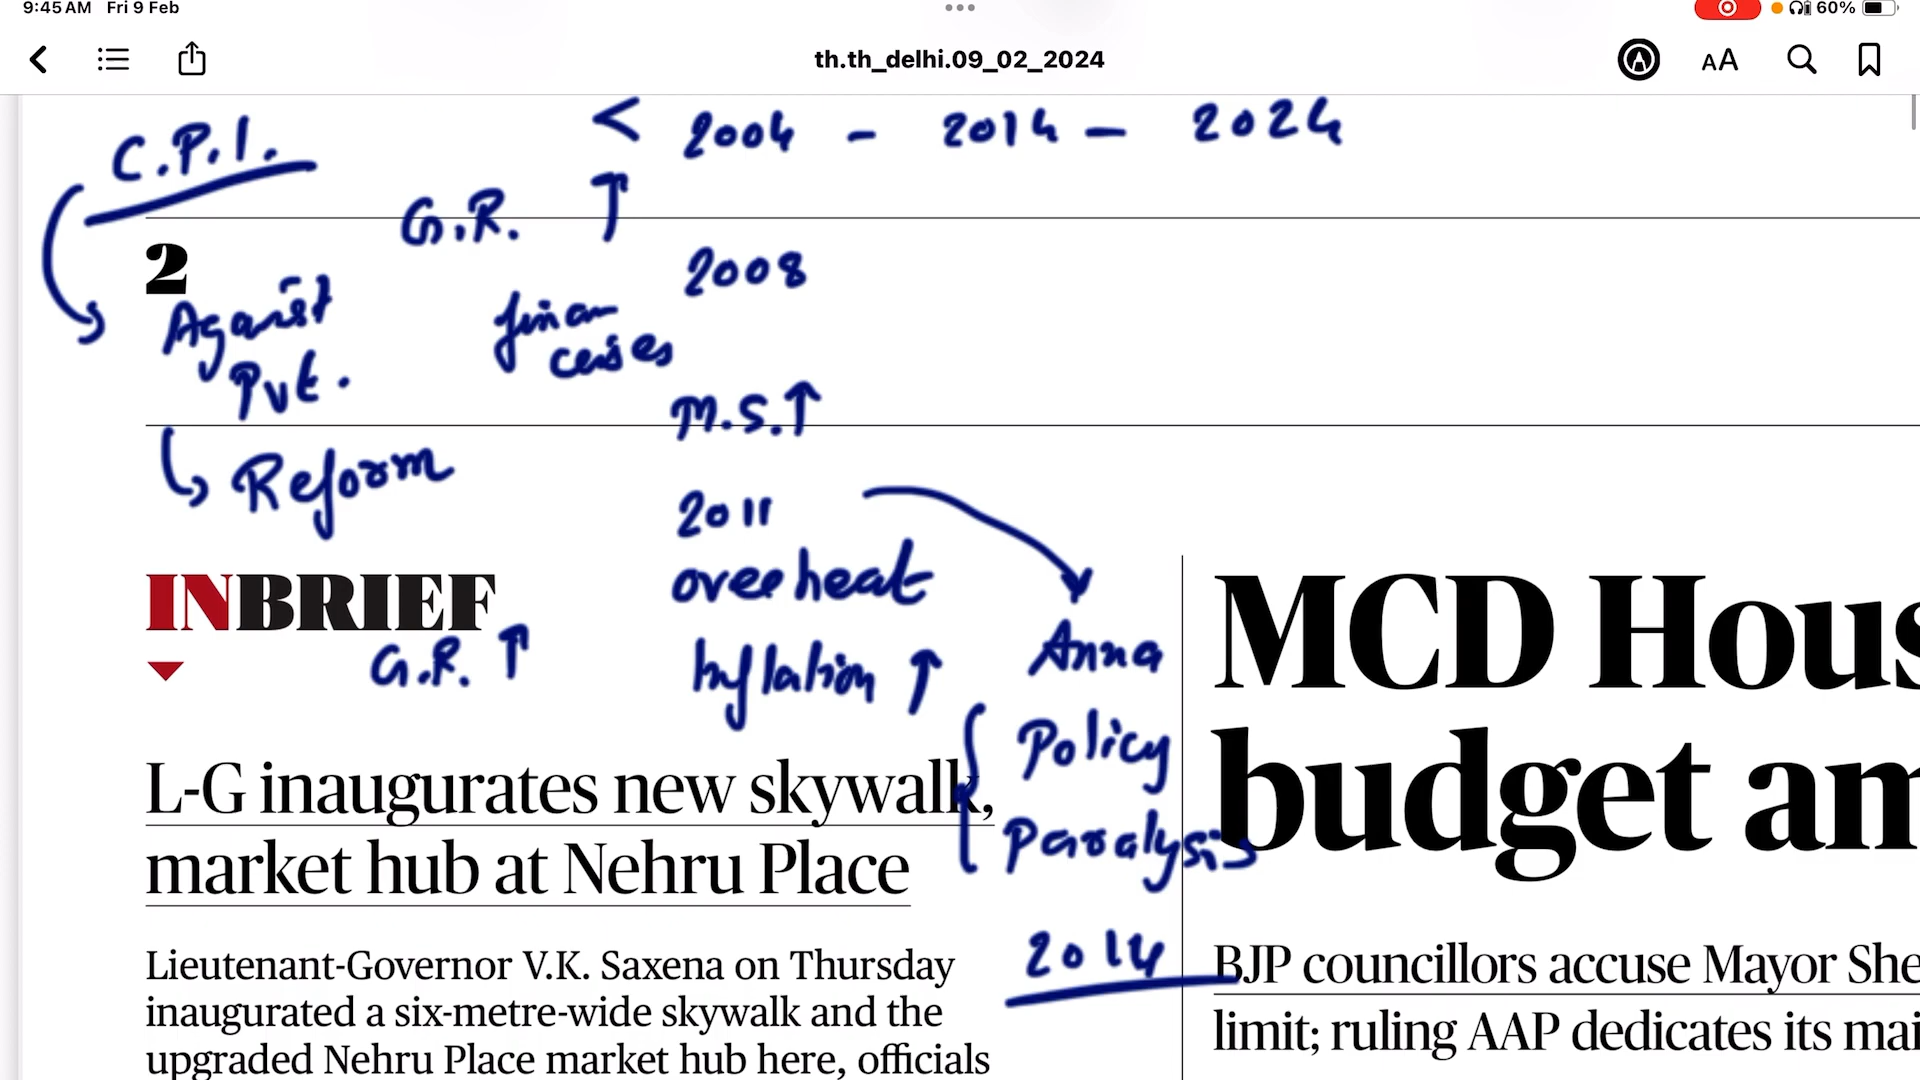 9:45 AM Fri 9 Feb
60%
th.th_delhi.09_02_2024
AA
C.P.I.
< 2004 - 2014 - 2024
G.R. ↑
2
2008
Against
Pvt.
finan
M.S.↑
Reform
2011
overheat
INBRIEF
G.R. ↑
Inflation ↑
Anna
Policy
Paralysis
2014
L-G inaugurates new skywalk,
market hub at Nehru Place
Lieutenant-Governor V.K. Saxena on Thursday
inaugurated a six-metre-wide skywalk and the
upgraded Nehru Place market hub here, officials
MCD Hous
budget an
BJP councillors accuse Mayor She
limit; ruling AAP dedicates its mai